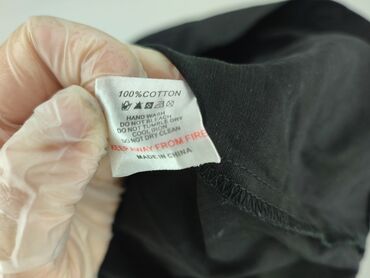 100%COTTON
HAND WASH
DO NOT BLEACH
DO NOT TUMBLE DRY
COOL IRON
DO NOT DRY CLEAN
KEEP AWAY FROM FIRE
MADE IN CHINA